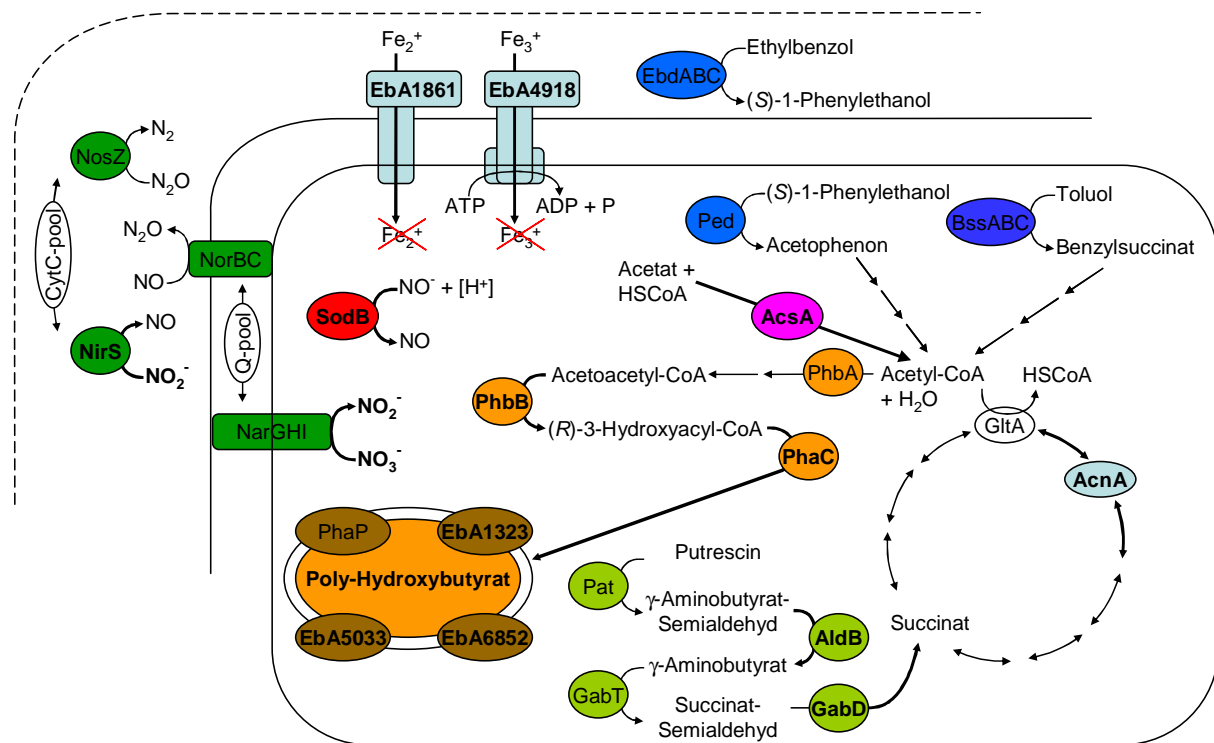 Fe₂⁺
Fe₃⁺
EbA1861
EbA4918
EbdABC
Ethylbenzol
(S)-1-Phenylethanol
NosZ
N₂
N₂O
CytC-pool
N₂O
NO
NorBC
NO
NirS
NO₂⁻
Q-pool
NarGHI
NO₂⁻
NO₃⁻
ATP
ADP + P
Fe₂⁺
Fe₃⁺
SodB
NO⁻ + [H⁺]
NO
Ped
(S)-1-Phenylethanol
Acetophenon
BssABC
Toluol
Benzylsuccinat
Acetat +
HSCoA
AcsA
Acetoacetyl-CoA
PhbA
Acetyl-CoA
+ H₂O
HSCoA
PhbB
(R)-3-Hydroxyacyl-CoA
PhaC
GltA
AcnA
PhaP
EbA1323
Poly-Hydroxybutyrat
EbA5033
EbA6852
Pat
Putrescin
γ-Aminobutyrat-
Semialdehyd
AldB
γ-Aminobutyrat
GabT
Succinat-
Semialdehyd
GabD
Succinat